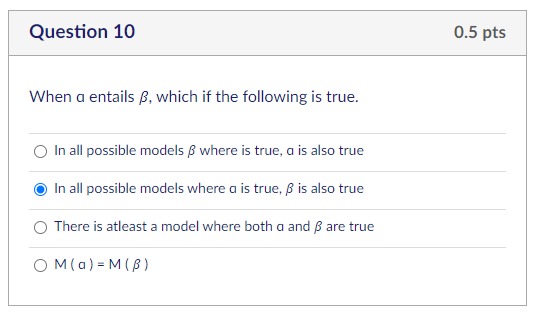 Question 10
0.5 pts
When α entails β, which if the following is true.
In all possible models β where is true, α is also true
In all possible models where α is true, β is also true
There is atleast a model where both α and β are true
M ( α ) = M ( β )